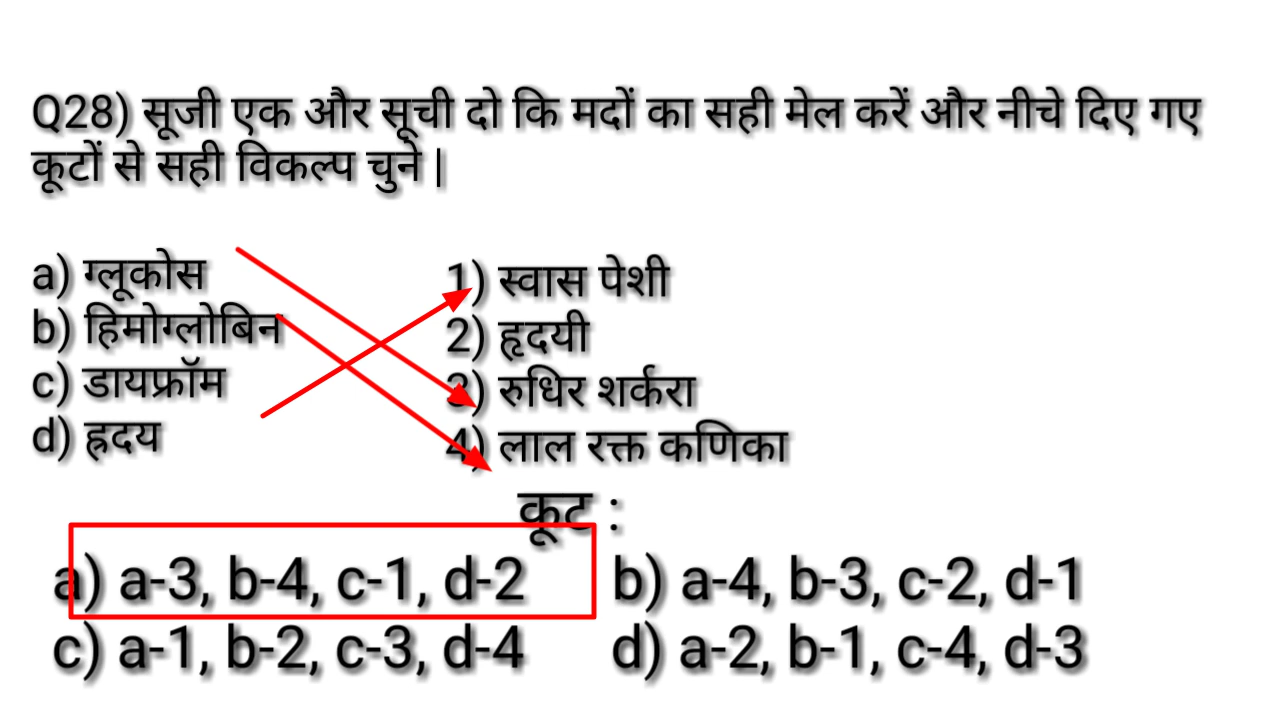 Q28) सूजी एक और सूची दो कि मदों का सही मेल करें और नीचे दिए गए
कूटों से सही विकल्प चुने |
a) ग्लूकोस
1) स्वास पेशी
b) हिमोग्लोबिन
2) हृदयी
c) डायफ्रॉम
3) रुधिर शर्करा
d) ह्रदय
4) लाल रक्त कणिका
कूट :
a) a-3, b-4, c-1, d-2
b) a-4, b-3, c-2, d-1
c) a-1, b-2, c-3, d-4
d) a-2, b-1, c-4, d-3